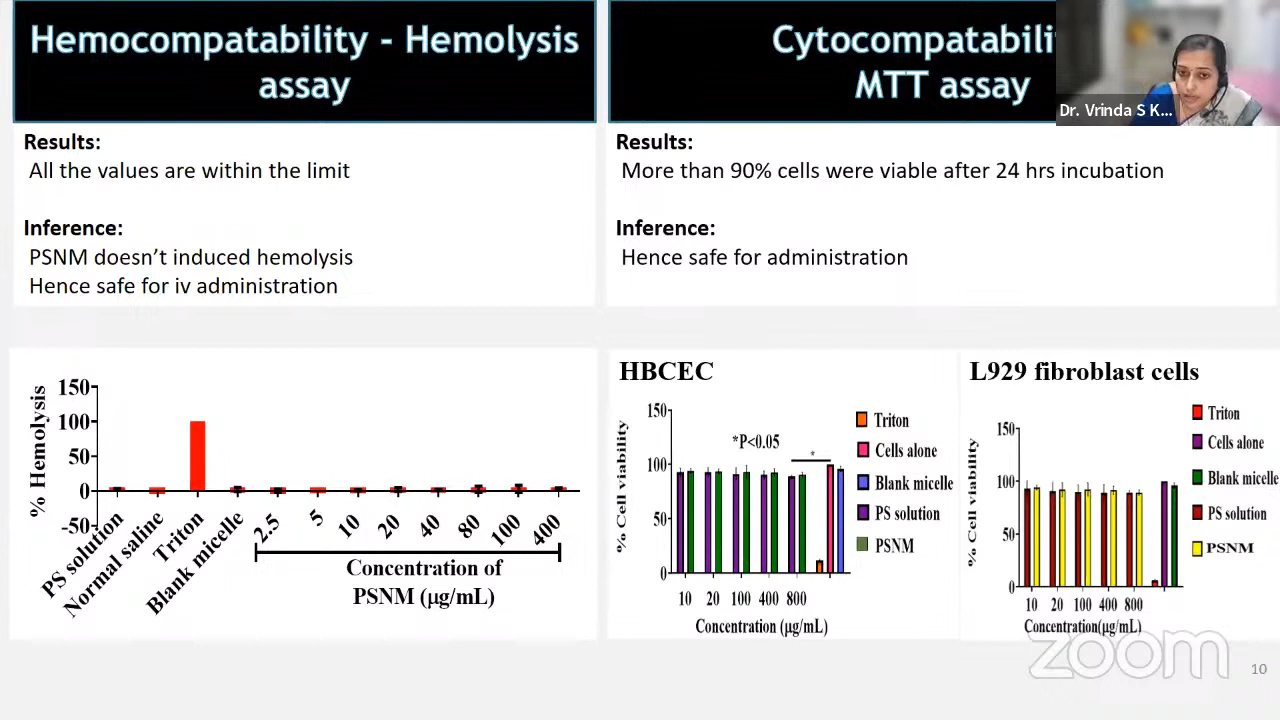 Hemocompatability - Hemolysis
assay
Results:
All the values are within the limit
Inference:
PSNM doesn't induced hemolysis
Hence safe for iv administration
Cytocompatabili
MTT assay
Dr. Vrinda S K...
Results:
More than 90% cells were viable after 24 hrs incubation
Inference:
Hence safe for administration
% Hemolysis
150
100
50
0
-50
PS solution
Normal saline
Triton
Blank micelle
2.5
5
10
20
40
80
100
400
Concentration of
PSNM (µg/mL)
HBCEC
% Cell viability
150
100
50
0
*P<0.05
*
10 20 100 400 800
Concentration (µg/mL)
Triton
Cells alone
Blank micelle
PS solution
PSNM
L929 fibroblast cells
% Cell viability
150
100
50
0
10 20 100 400 800
Concentration(µg/mL)
Triton
Cells alone
Blank micelle
PS solution
PSNM
zoom
10